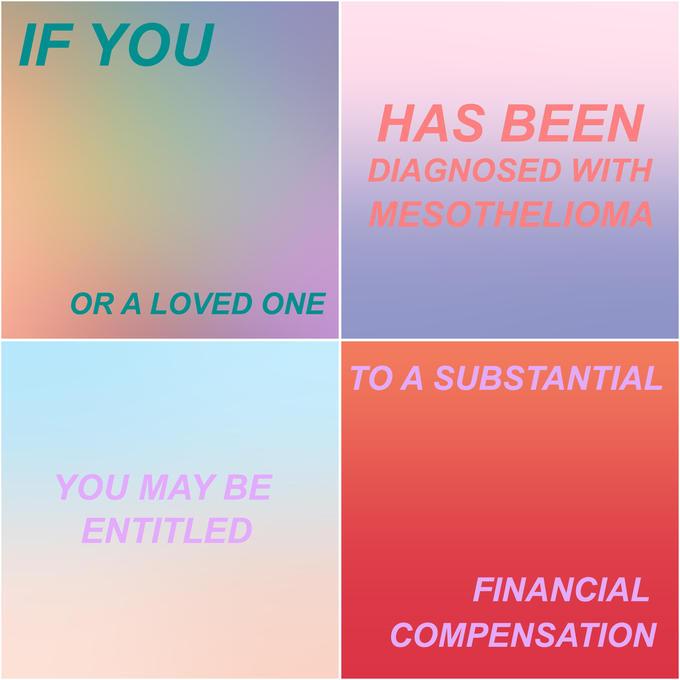 IF YOU
OR A LOVED ONE
HAS BEEN
DIAGNOSED WITH
MESOTHELIOMA
YOU MAY BE
ENTITLED
TO A SUBSTANTIAL
FINANCIAL
COMPENSATION